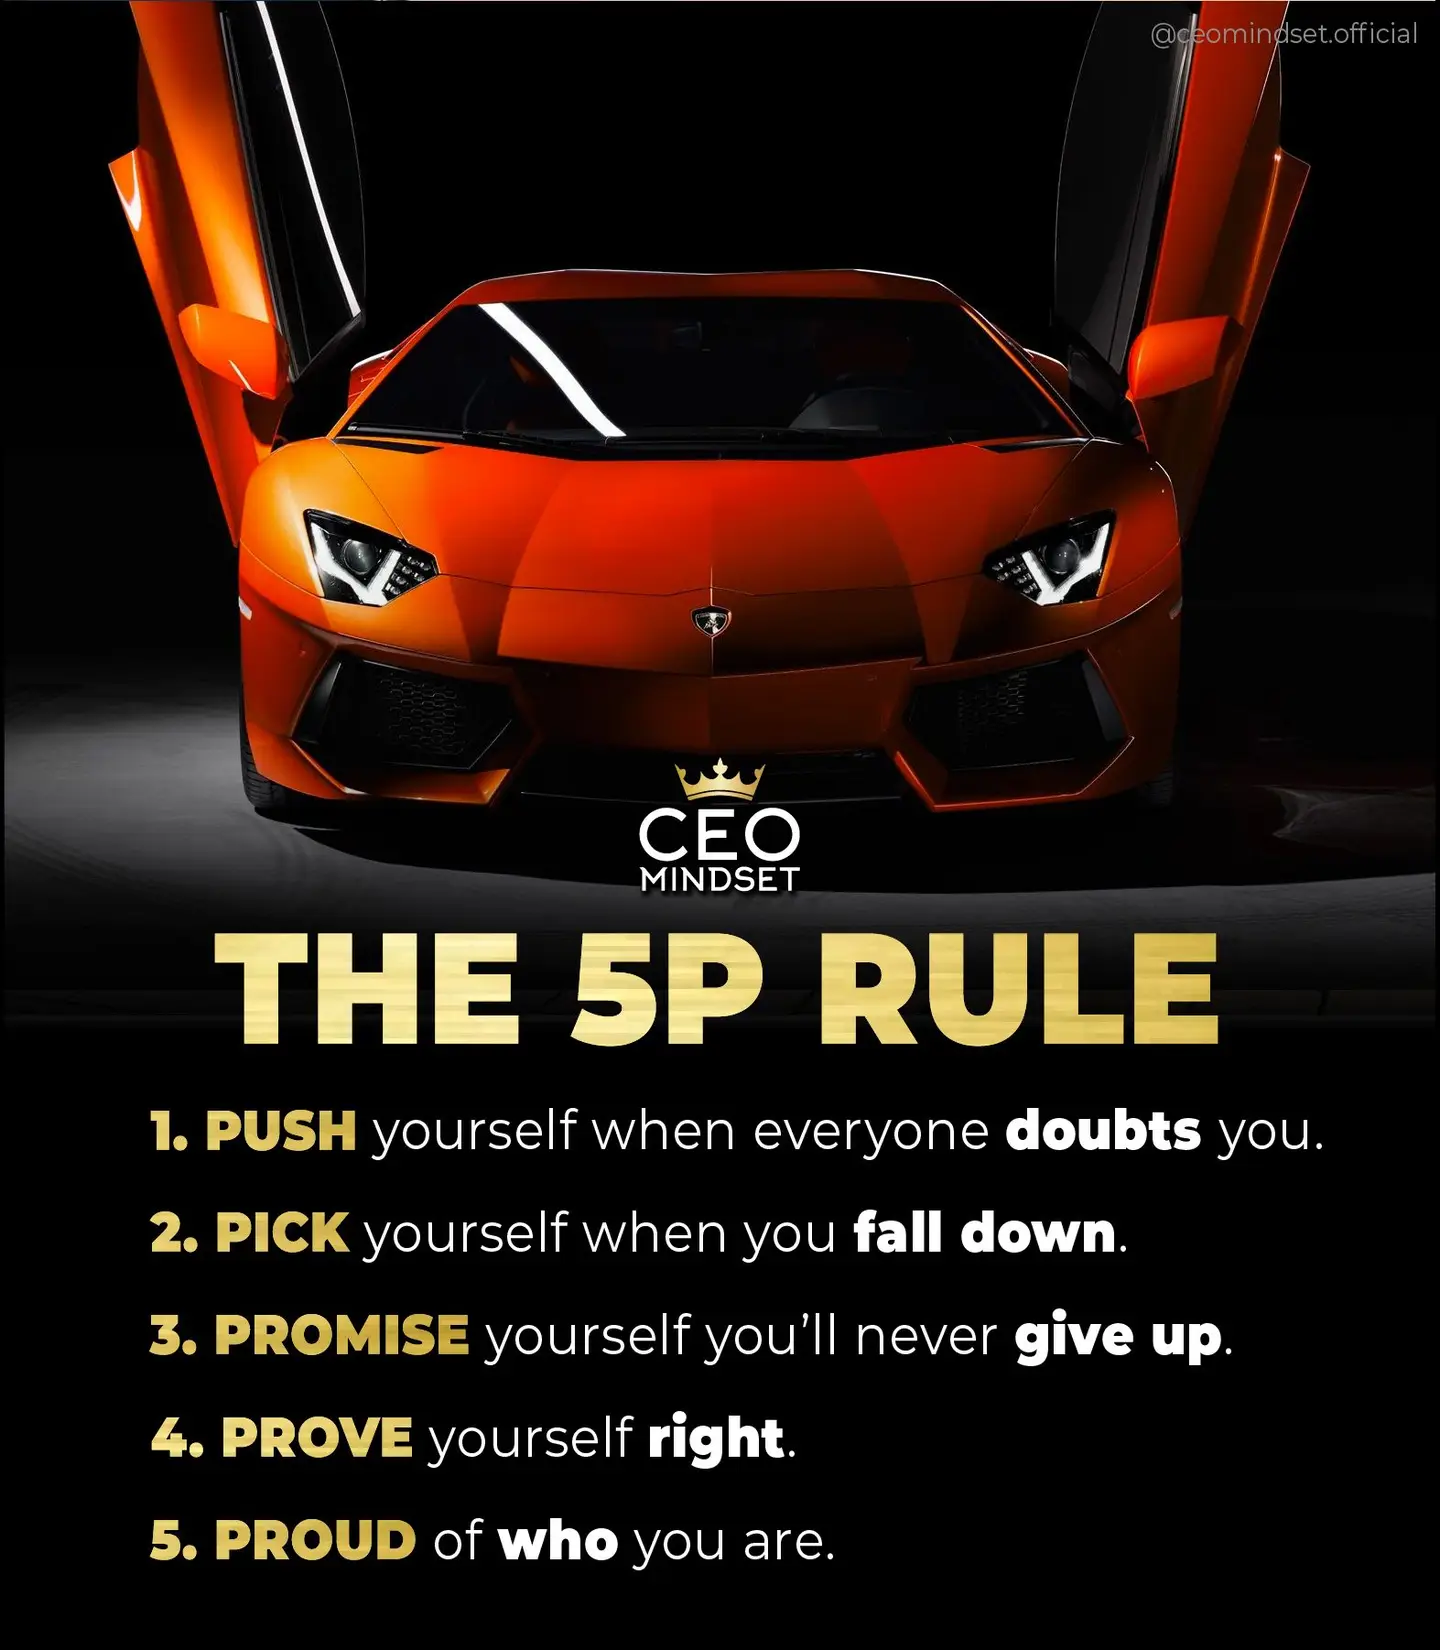 @ceomindset.official
CEO
MINDSET
THE 5P RULE
1. PUSH yourself when everyone doubts you.
2. PICK yourself when you fall down.
3. PROMISE yourself you’ll never give up.
4. PROVE yourself right.
5. PROUD of who you are.